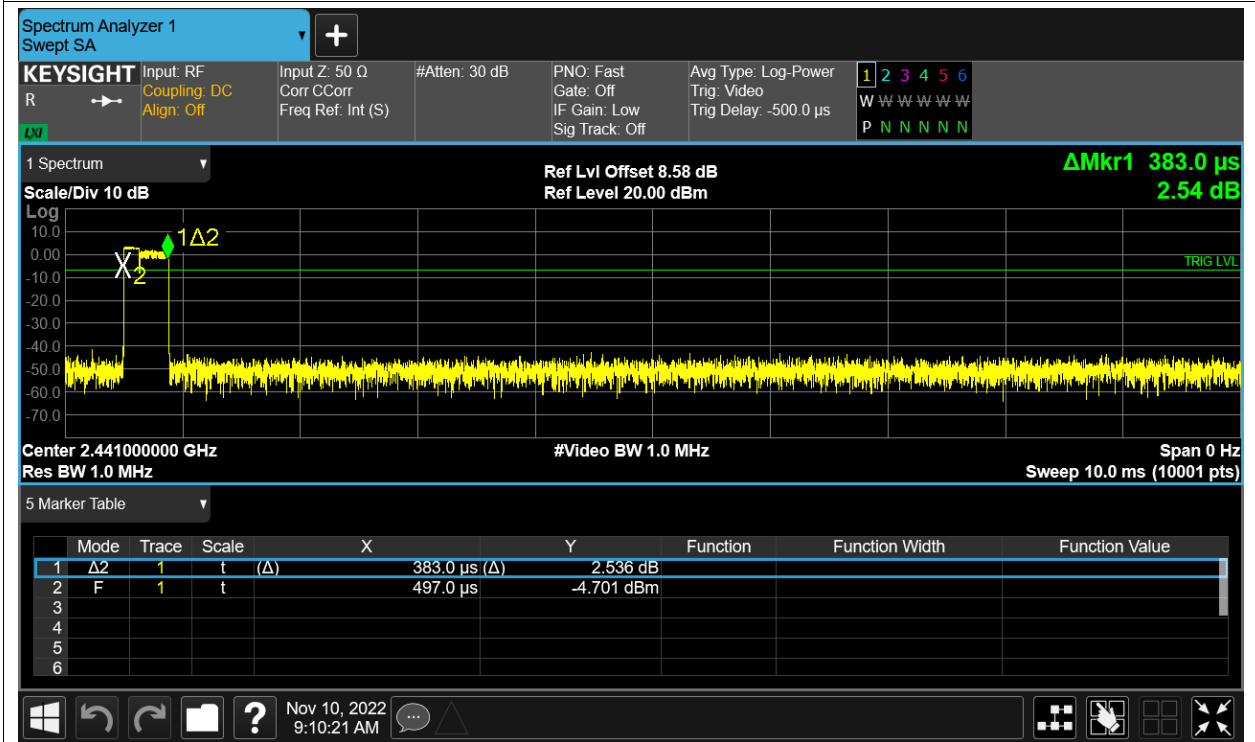 Spectrum Analyzer 1
Swept SA
+
KEYSIGHT Input: RF Input Z: 50 Ω #Atten: 30 dB PNO: Fast Avg Type: Log-Power 1 2 3 4 5 6
R Coupling: DC Corr CCorr Gate: Off Trig: Video W W W W W W
Align: Off Freq Ref: Int (S) IF Gain: Low Trig Delay: -500.0 µs
LXI Sig Track: Off P N N N N N
1 Spectrum Ref Lvl Offset 8.58 dB ΔMkr1 383.0 µs
Scale/Div 10 dB Ref Level 20.00 dBm 2.54 dB
Log
10.0 1Δ2
0.00 TRIG LVL
-10.0 X 2
-20.0
-30.0
-40.0
-50.0
-60.0
-70.0
Center 2.441000000 GHz #Video BW 1.0 MHz Span 0 Hz
Res BW 1.0 MHz Sweep 10.0 ms (10001 pts)
5 Marker Table
Mode Trace Scale X Y Function Function Width Function Value
1 Δ2 1 t (Δ) 383.0 µs (Δ) 2.536 dB
2 F 1 t 497.0 µs -4.701 dBm
3
4
5
6
? Nov 10, 2022
9:10:21 AM